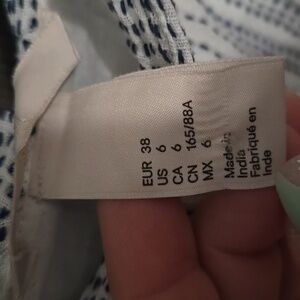 EUR 38
US 6
CA 6
CN 165/88A
MX 6
Made in
India
Fabriqué en
Inde